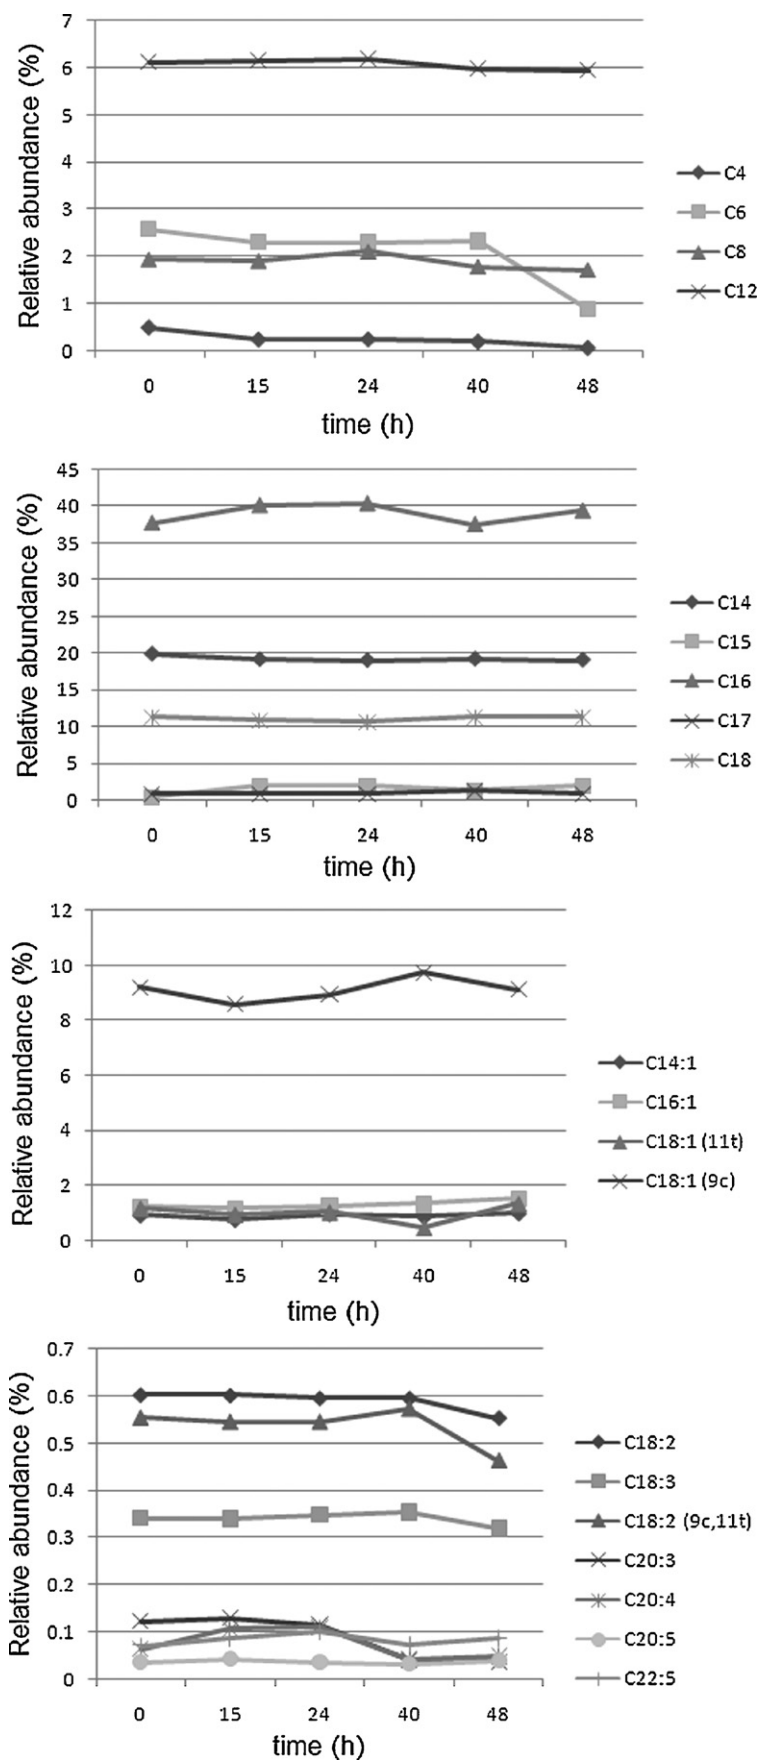 Relative abundance (%)
7
6
5
4
3
2
1
0
0 15 24 40 48
time (h)
C4
C6
C8
C12
Relative abundance (%)
45
40
35
30
25
20
15
10
5
0
0 15 24 40 48
time (h)
C14
C15
C16
C17
C18
Relative abundance (%)
12
10
8
6
4
2
0
0 15 24 40 48
time (h)
C14:1
C16:1
C18:1 (11t)
C18:1 (9c)
Relative abundance (%)
0.7
0.6
0.5
0.4
0.3
0.2
0.1
0
0 15 24 40 48
time (h)
C18:2
C18:3
C18:2 (9c,11t)
C20:3
C20:4
C20:5
C22:5